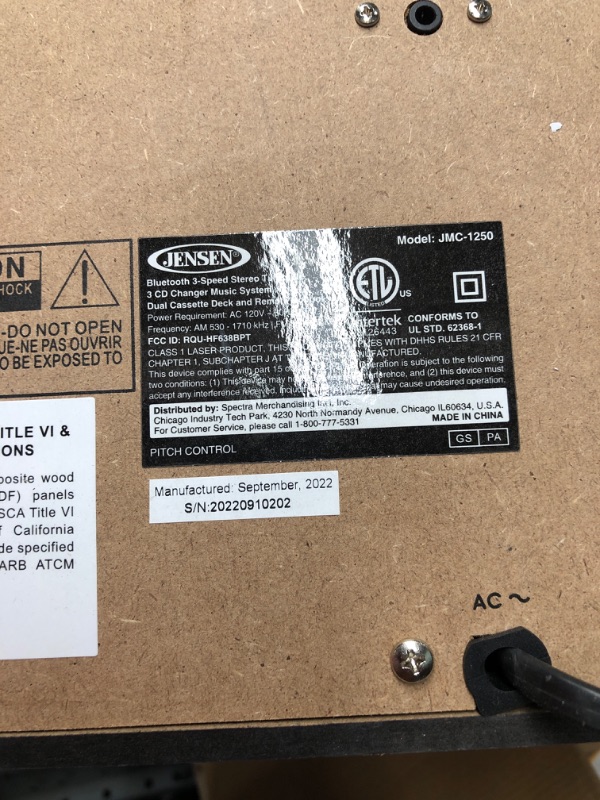 ON
SHOCK
-DO NOT OPEN
UE-NE PAS OUVRIR
O BE EXPOSED TO
JENSEN®
Model: JMC-1250
Bluetooth 3-Speed Stereo
3 CD Changer Music System
Dual Cassette Deck and
Power Requirement: AC 120V
Frequency: AM 530 - 1710 kHz
FCC ID: RQU-HF638BPT
ETL
LISTED
US
Intertek
CONFORMS TO
UL STD. 62368-1
CLASS 1 LASER PRODUCT, THIS
WITH DHHS RULES 21 CFR
CHAPTER 1, SUBCHAPTER J AT
MANUFACTURED.
This device complies with part 15
Operation is subject to the following
two conditions: (1) This device may
interference, and (2) this device must
accept any interference received,
may cause undesired operation.
Distributed by: Spectra Merchandising Int'l, Inc.
Chicago Industry Tech Park, 4230 North Normandy Avenue, Chicago IL60634, U.S.A.
For Customer Service, please call 1-800-777-5331
MADE IN CHINA
PITCH CONTROL
GS PA
Manufactured: September, 2022
S/N:20220910202
TITLE VI &
IONS
posite wood
DF) panels
SCA Title VI
f California
de specified
ARB ATCM
AC ~